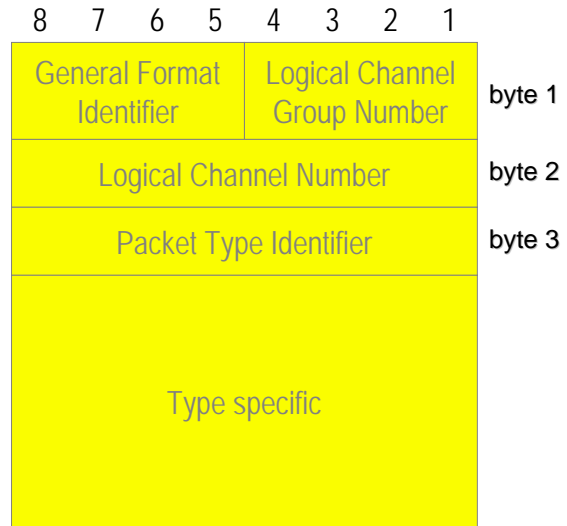 8 7 6 5 4 3 2 1
General Format Identifier
Logical Channel Group Number
byte 1
Logical Channel Number
byte 2
Packet Type Identifier
byte 3
Type specific